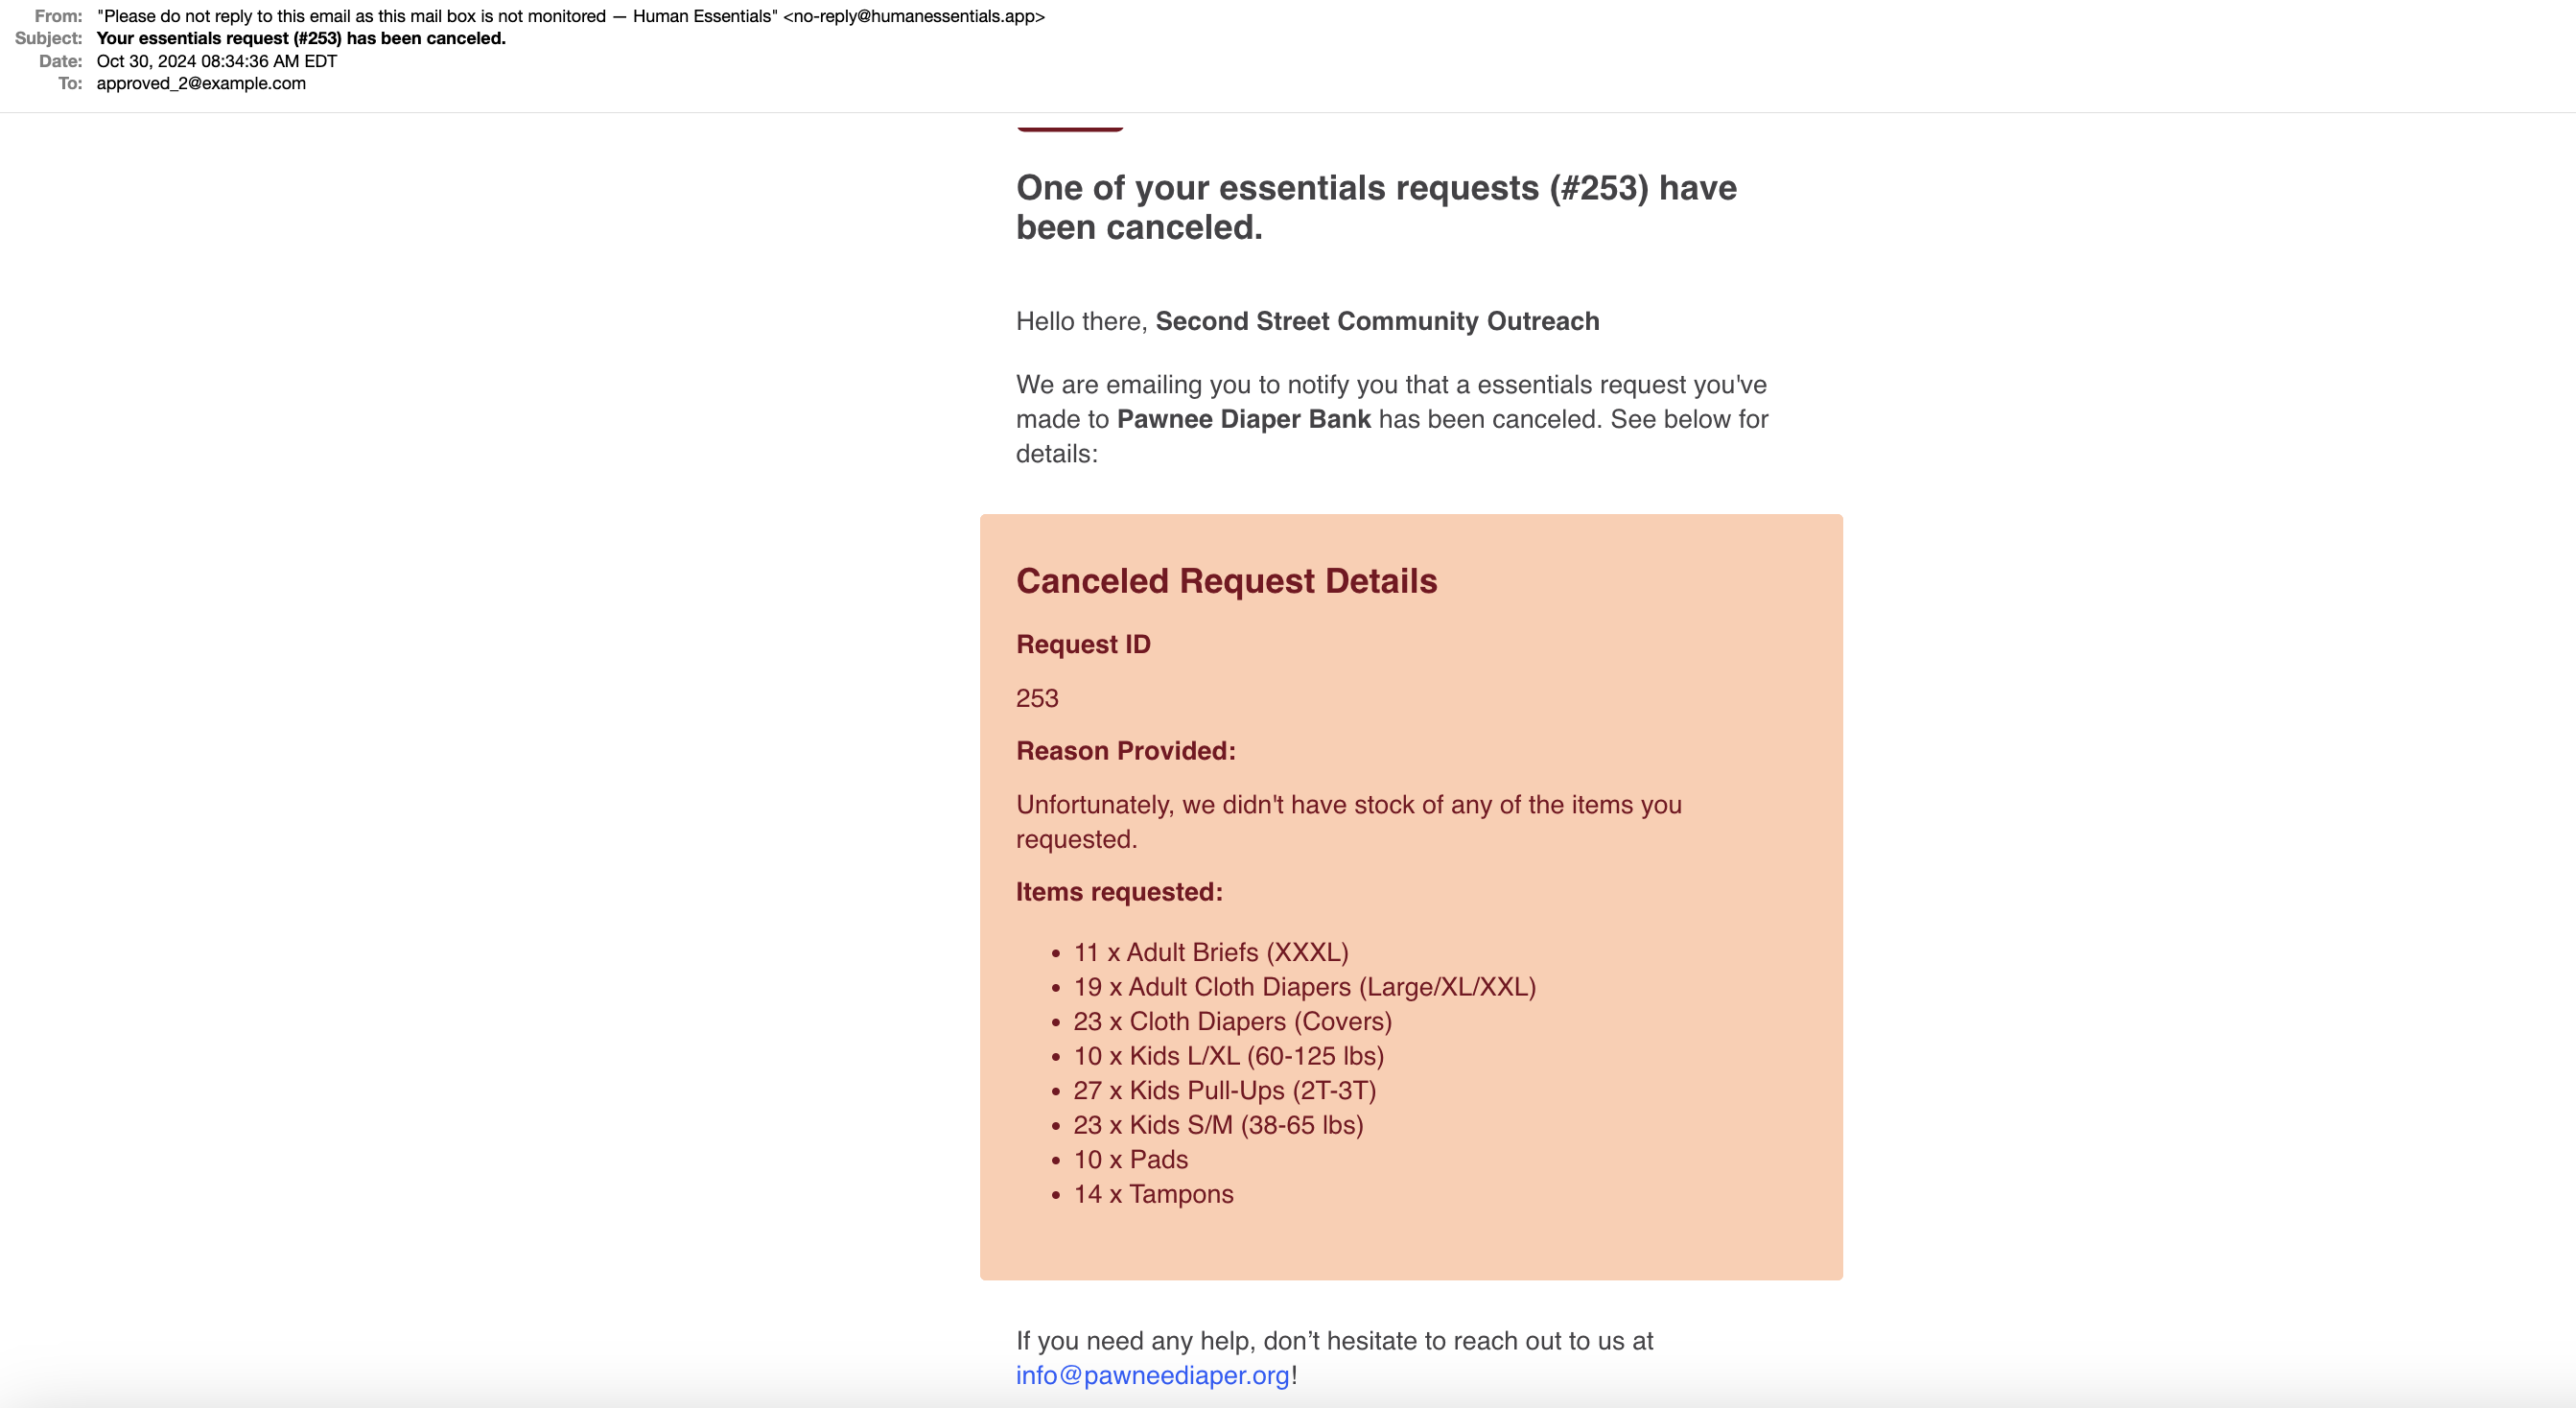 From: "Please do not reply to this email as this mail box is not monitored — Human Essentials" <no-reply@humanessentials.app>
Subject: Your essentials request (#253) has been canceled.
Date: Oct 30, 2024 08:34:36 AM EDT
To: approved_2@example.com
One of your essentials requests (#253) have
been canceled.
Hello there, Second Street Community Outreach
We are emailing you to notify you that a essentials request you've
made to Pawnee Diaper Bank has been canceled. See below for
details:
Canceled Request Details
Request ID
253
Reason Provided:
Unfortunately, we didn't have stock of any of the items you
requested.
Items requested:
• 11 x Adult Briefs (XXXL)
• 19 x Adult Cloth Diapers (Large/XL/XXL)
• 23 x Cloth Diapers (Covers)
• 10 x Kids L/XL (60-125 lbs)
• 27 x Kids Pull-Ups (2T-3T)
• 23 x Kids S/M (38-65 lbs)
• 10 x Pads
• 14 x Tampons
If you need any help, don’t hesitate to reach out to us at
info@pawneediaper.org!